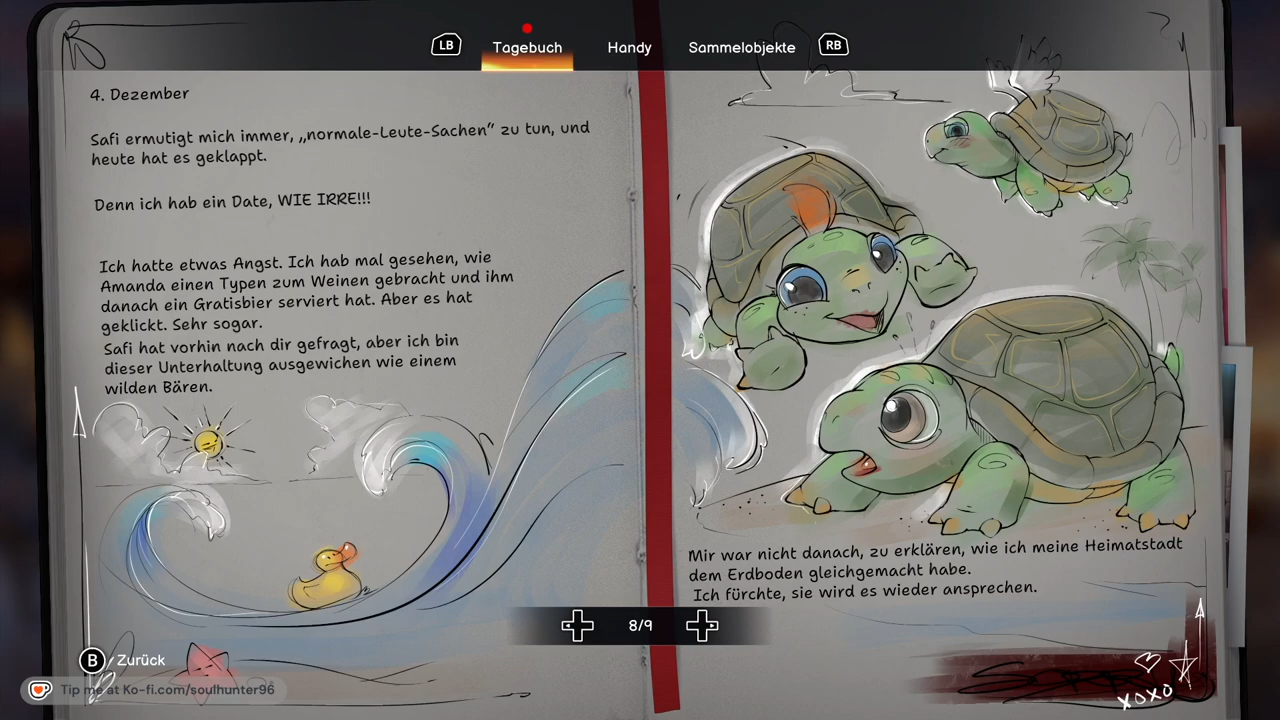 LB
Tagebuch
Handy
Sammelobjekte
RB
4. Dezember
Safi ermutigt mich immer, „normale-Leute-Sachen“ zu tun, und
heute hat es geklappt.
Denn ich hab ein Date, WIE IRRE!!!
Ich hatte etwas Angst. Ich hab mal gesehen, wie
Amanda einen Typen zum Weinen gebracht und ihm
danach ein Gratisbier serviert hat. Aber es hat
geklickt. Sehr sogar.
Safi hat vorhin nach dir gefragt, aber ich bin
dieser Unterhaltung ausgewichen wie einem
wilden Bären.
Mir war nicht danach, zu erklären, wie ich meine Heimatstadt
dem Erdboden gleichgemacht habe.
Ich fürchte, sie wird es wieder ansprechen.
xoxo
8/9
B Zurück
Tip me at Ko-fi.com/soulhunter96